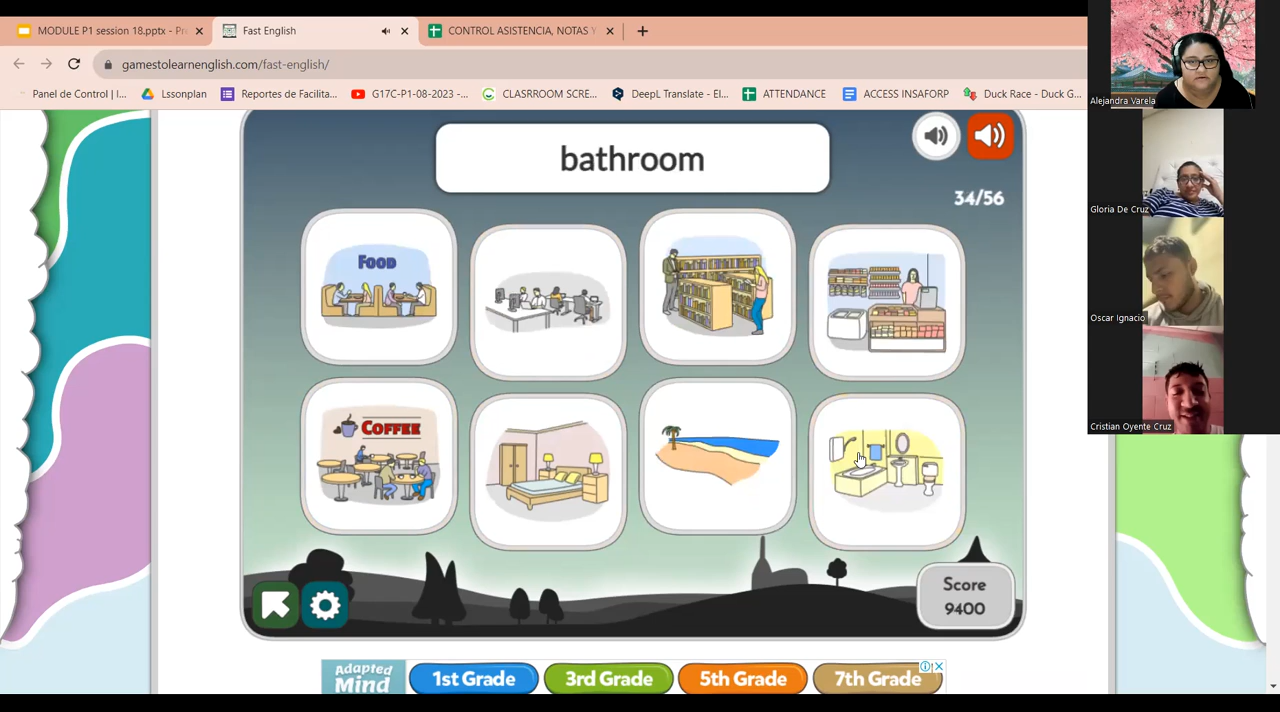 MODULE P1 session 18.pptx - Pre
Fast English
CONTROL ASISTENCIA, NOTAS Y
gamestolearnenglish.com/fast-english/
Panel de Control | I...
Lssonplan
Reportes de Facilita...
G17C-P1-08-2023 -...
CLASSROOM SCRE...
DeepL Translate - El...
ATTENDANCE
ACCESS INSAFORP
Duck Race - Duck G...
Alejandra Varela
Gloria De Cruz
Oscar Ignacio
Cristian Oyente Cruz
bathroom
34/56
FOOD
COFFEE
Score
9400
Adapted
Mind
1st Grade
3rd Grade
5th Grade
7th Grade